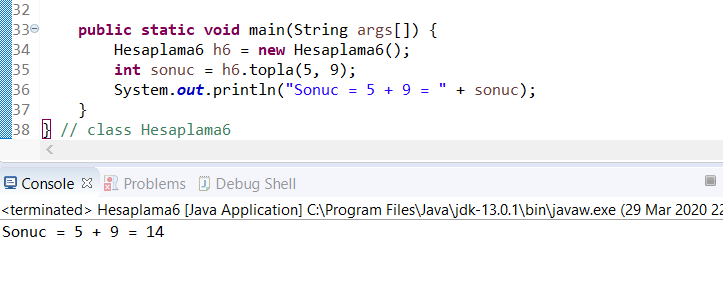 32
33 public static void main(String args[]) {
34 Hesaplama6 h6 = new Hesaplama6();
35 int sonuc = h6.topla(5, 9);
36 System.out.println("Sonuc = 5 + 9 = " + sonuc);
37 }
38 } // class Hesaplama6
Console Problems Debug Shell
<terminated> Hesaplama6 [Java Application] C:\Program Files\Java\jdk-13.0.1\bin\javaw.exe (29 Mar 2020 22
Sonuc = 5 + 9 = 14